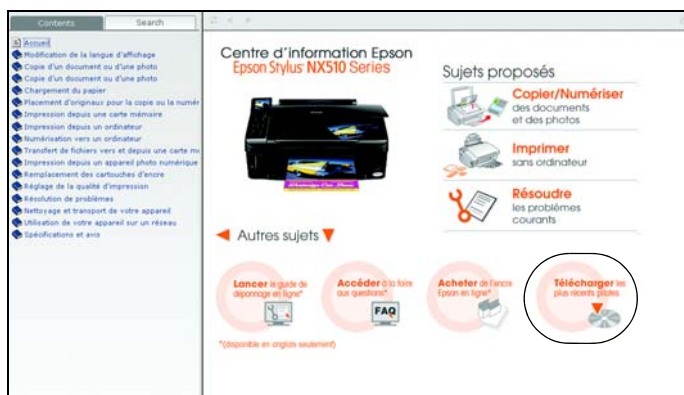 Contents
Search
Accueil
Modification de la langue d'affichage
Copie d'un document ou d'une photo
Copie d'un document ou d'une photo
Chargement du papier
Placement d'originaux pour la copie ou la numér
Impression depuis une carte mémoire
Impression depuis un ordinateur
Numérisation vers un ordinateur
Transfert de fichiers vers et depuis une carte m
Impression depuis un appareil photo numérique
Remplacement des cartouches d'encre
Réglage de la qualité d'impression
Résolution de problèmes
Nettoyage et transport de votre appareil
Utilisation de votre appareil sur un réseau
Spécifications et avis
Centre d'information Epson
Epson Stylus NX510 Series
Sujets proposés
Copier/Numériser
des documents
et des photos
Imprimer
sans ordinateur
Résoudre
les problèmes
courants
Autres sujets
Lancer le guide de
dépannage en ligne*
Accéder à la foire
aux questions*
FAQ
Acheter de l'encre
Epson en ligne*
Télécharger les
plus récents pilotes
*(disponible en anglais seulement)